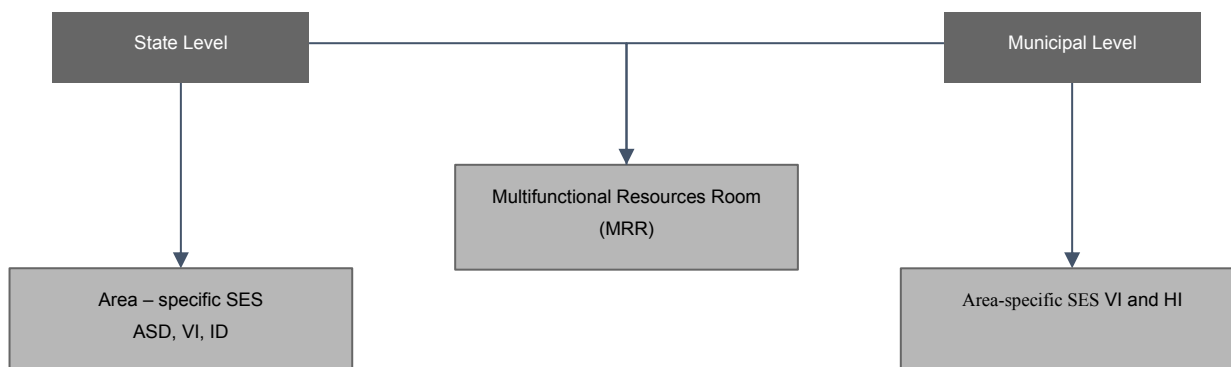 State Level
Municipal Level
Multifunctional Resources Room
(MRR)
Area – specific SES
ASD, VI, ID
Area-specific SES VI and HI